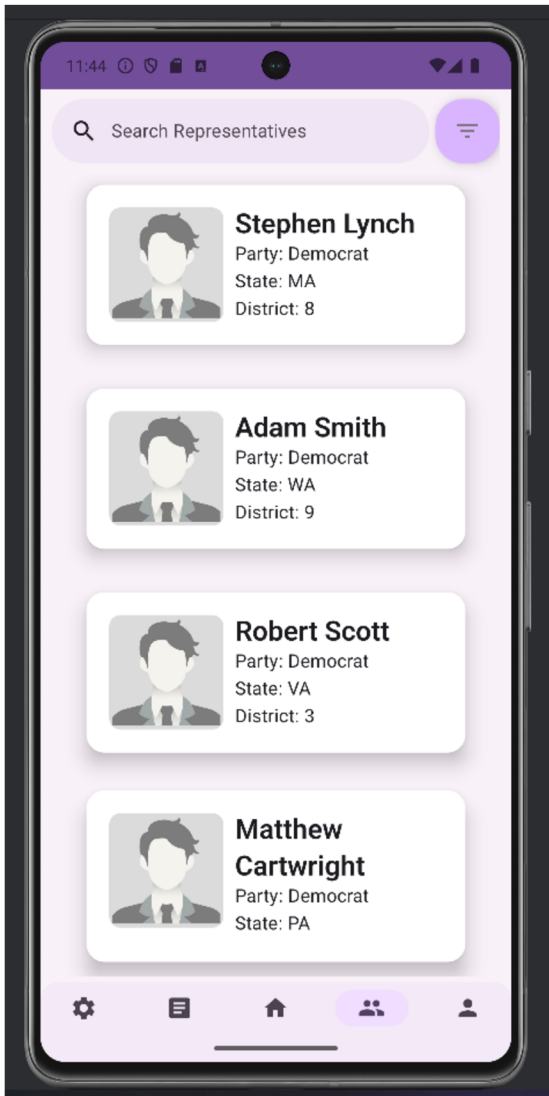 11:44
Search Representatives
Stephen Lynch
Party: Democrat
State: MA
District: 8
Adam Smith
Party: Democrat
State: WA
District: 9
Robert Scott
Party: Democrat
State: VA
District: 3
Matthew
Cartwright
Party: Democrat
State: PA